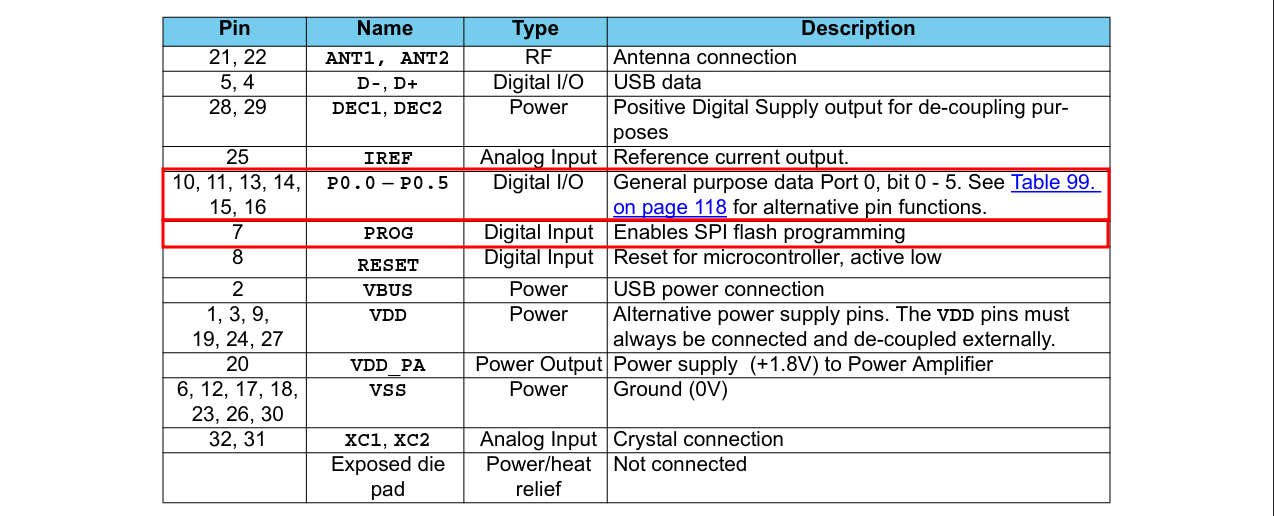 Pin Name Type Description
21, 22 ANT1, ANT2 RF Antenna connection
5, 4 D-, D+ Digital I/O USB data
28, 29 DEC1, DEC2 Power Positive Digital Supply output for de-coupling pur-
poses
25 IREF Analog Input Reference current output.
10, 11, 13, 14, P0.0 – P0.5 Digital I/O General purpose data Port 0, bit 0 - 5. See Table 99.
15, 16 on page 118 for alternative pin functions.
7 PROG Digital Input Enables SPI flash programming
8 RESET Digital Input Reset for microcontroller, active low
2 VBUS Power USB power connection
1, 3, 9, VDD Power Alternative power supply pins. The VDD pins must
19, 24, 27 always be connected and de-coupled externally.
20 VDD_PA Power Output Power supply (+1.8V) to Power Amplifier
6, 12, 17, 18, VSS Power Ground (0V)
23, 26, 30
32, 31 XC1, XC2 Analog Input Crystal connection
Exposed die Power/heat Not connected
pad relief